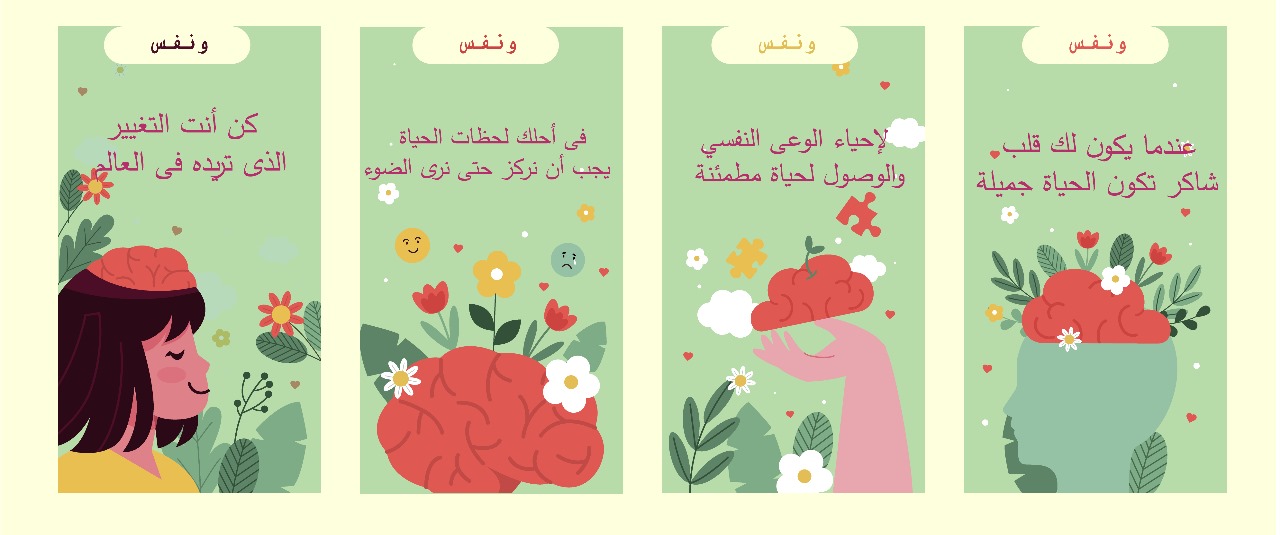 ونفس
كن أنت التغيير
الذى تريده فى العالم
ونفس
فى أحلك لحظات الحياة
يجب أن نركز حتى نرى الضوء
ونفس
لإحياء الوعى النفسي
والوصول لحياة مطمئنة
ونفس
عندما يكون لك قلب
شاكر تكون الحياة جميلة